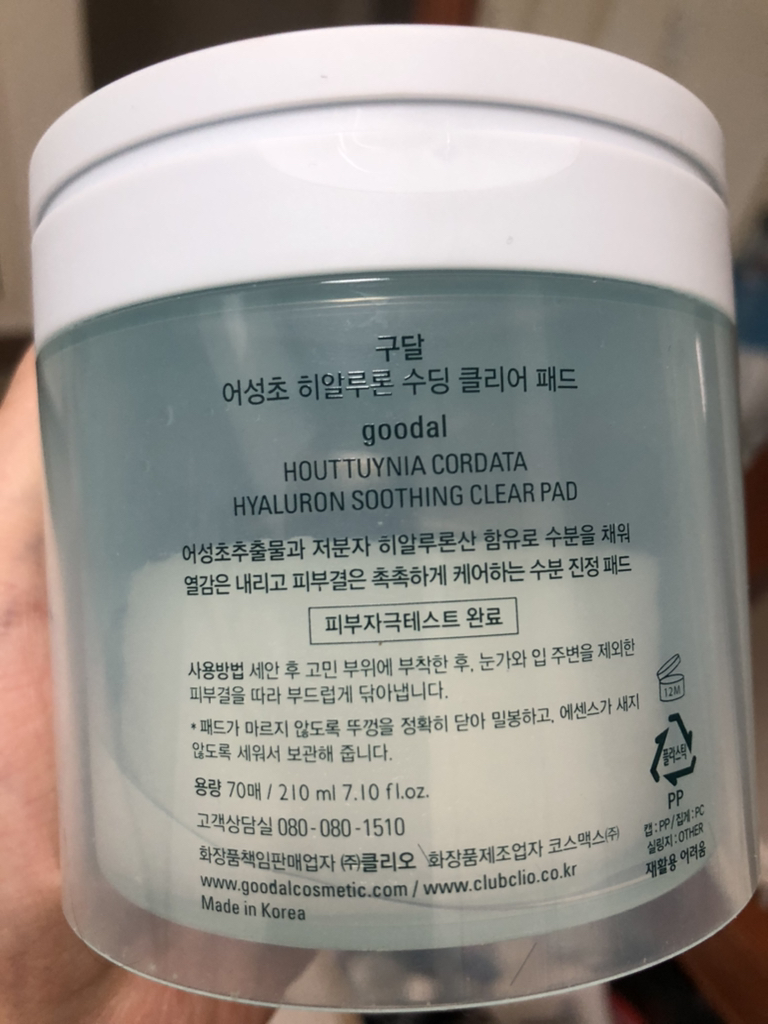 구달
어성초 히알루론 수딩 클리어 패드
goodal
HOUTTUYNIA CORDATA
HYALURON SOOTHING CLEAR PAD
어성초추출물과 저분자 히알루론산 함유로 수분을 채워
열감은 내리고 피부결은 촉촉하게 케어하는 수분 진정 패드
피부자극테스트 완료
사용방법 세안 후 고민 부위에 부착한 후, 눈가와 입 주변을 제외한
피부결을 따라 부드럽게 닦아냅니다.
*패드가 마르지 않도록 뚜껑을 정확히 닫아 밀봉하고, 에센스가 새지
않도록 세워서 보관해 줍니다.
용량 70매 / 210 ml 7.10 fl.oz.
고객상담실 080-080-1510
화장품책임판매업자 ㈜클리오 화장품제조업자 코스맥스㈜
www.goodalcosmetic.com / www.clubclio.co.kr
Made in Korea
12M
플라스틱
PP
캡:PP/집게:PC
실링지:OTHER
재활용 어려움